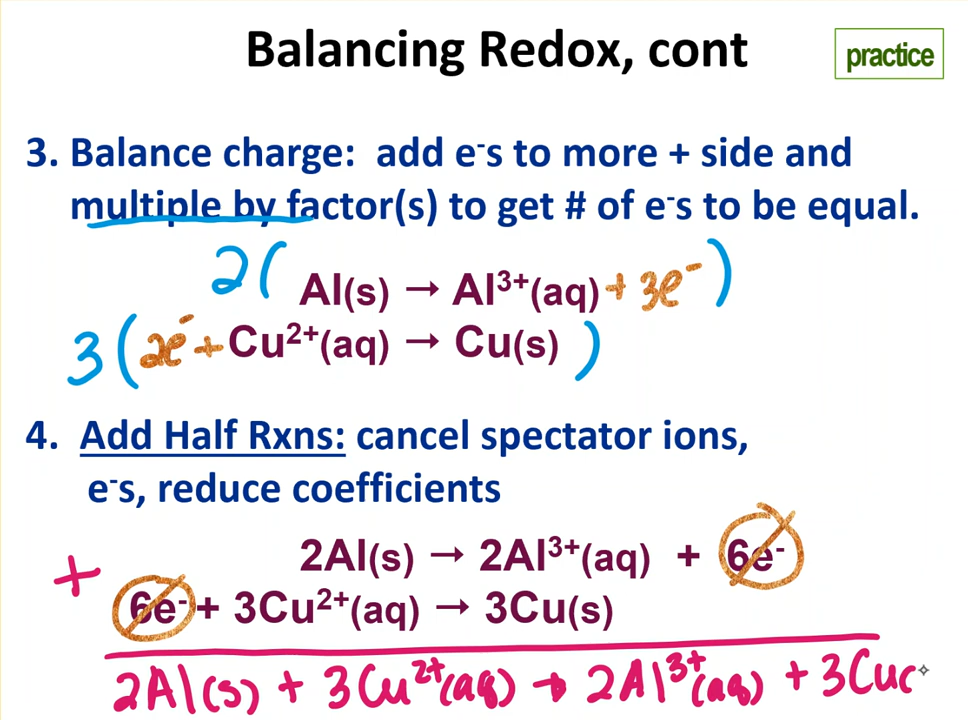 Balancing Redox, cont
practice
3. Balance charge: add e⁻s to more + side and
multiple by factor(s) to get # of e⁻s to be equal.
2( Al(s) → Al³⁺(aq) + 3e⁻ )
3( 2e⁻ + Cu²⁺(aq) → Cu(s) )
4. Add Half Rxns: cancel spectator ions,
e⁻s, reduce coefficients
2Al(s) → 2Al³⁺(aq) + 6e⁻
+ 6e⁻ + 3Cu²⁺(aq) → 3Cu(s)
2Al(s) + 3Cu²⁺(aq) → 2Al³⁺(aq) + 3Cu(